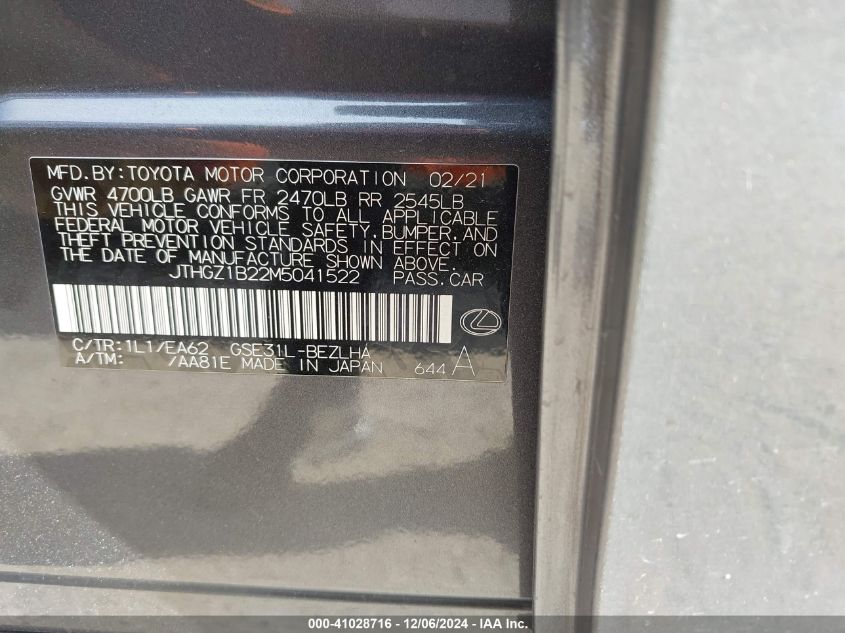 MFD.BY:TOYOTA MOTOR CORPORATION 02/21
GVWR 4700LB GAWR FR 2470LB RR 2545LB
THIS VEHICLE CONFORMS TO ALL APPLICABLE
FEDERAL MOTOR VEHICLE SAFETY,BUMPER,AND
THEFT PREVENTION STANDARDS IN EFFECT ON
THE DATE OF MANUFACTURE SHOWN ABOVE.
JTHGZ1B22M5041522 PASS.CAR
C/TR:1L1/EA62 GSE31L-BEZLHA
A/TM: /AA81E MADE IN JAPAN 644 A
000-41028716 - 12/06/2024 - IAA Inc.